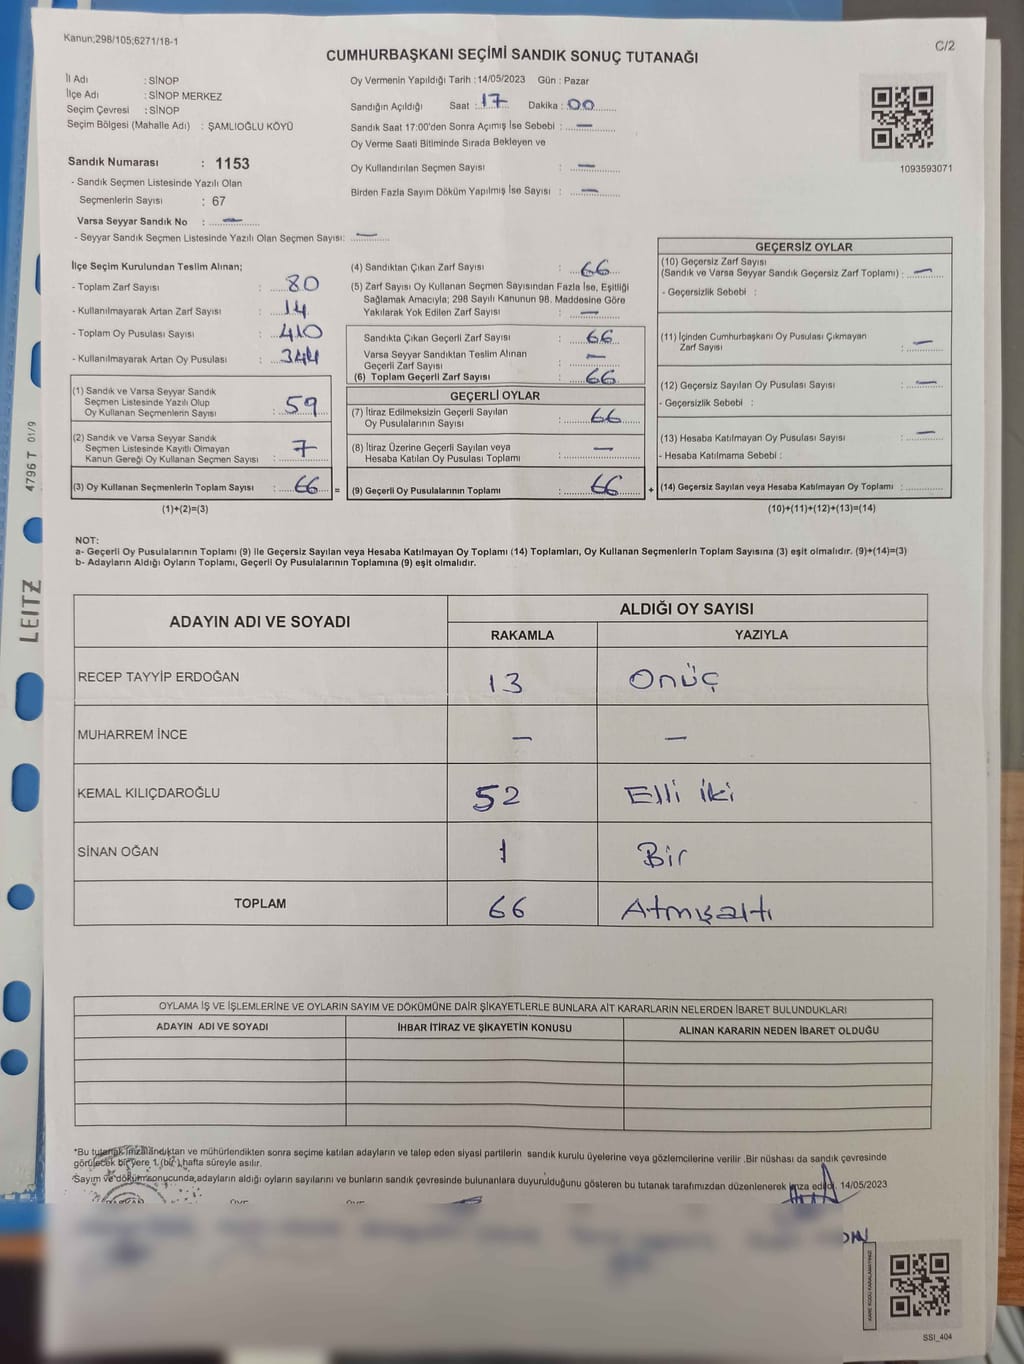 Kanun;298/105;6271/18-1
C/2
CUMHURBAŞKANI SEÇİMİ SANDIK SONUÇ TUTANAĞI
İl Adı : SİNOP
İlçe Adı : SİNOP MERKEZ
Seçim Çevresi : SİNOP
Seçim Bölgesi (Mahalle Adı) : ŞAMLIOĞLU KÖYÜ
Sandık Numarası : 1153
- Sandık Seçmen Listesinde Yazılı Olan
Seçmenlerin Sayısı : 67
Varsa Seyyar Sandık No : —
- Seyyar Sandık Seçmen Listesinde Yazılı Olan Seçmen Sayısı: —
Oy Vermenin Yapıldığı Tarih : 14/05/2023 Gün : Pazar
Sandığın Açıldığı Saat : 17 Dakika : 00
Sandık Saat 17:00'den Sonra Açımış İse Sebebi : —
Oy Verme Saati Bitiminde Sırada Bekleyen ve
Oy Kullandırılan Seçmen Sayısı : —
Birden Fazla Sayım Döküm Yapılmış İse Sayısı : —
1093593071
İlçe Seçim Kurulundan Teslim Alınan;
- Toplam Zarf Sayısı : 80
- Kullanılmayarak Artan Zarf Sayısı : 14
- Toplam Oy Pusulası Sayısı : 410
- Kullanılmayarak Artan Oy Pusulası : 344
(1) Sandık ve Varsa Seyyar Sandık
Seçmen Listesinde Yazılı Olup
Oy Kullanan Seçmenlerin Sayısı : 59
(2) Sandık ve Varsa Seyyar Sandık
Seçmen Listesinde Kayıtlı Olmayan
Kanun Gereği Oy Kullanan Seçmen Sayısı : 7
(3) Oy Kullanan Seçmenlerin Toplam Sayısı : 66
(1)+(2)=(3)
(4) Sandıktan Çıkan Zarf Sayısı : 66
(5) Zarf Sayısı Oy Kullanan Seçmen Sayısından Fazla İse, Eşitliği
Sağlamak Amacıyla; 298 Sayılı Kanunun 98. Maddesine Göre
Yakılarak Yok Edilen Zarf Sayısı : —
Sandıkta Çıkan Geçerli Zarf Sayısı : 66
Varsa Seyyar Sandıktan Teslim Alınan
Geçerli Zarf Sayısı : —
(6) Toplam Geçerli Zarf Sayısı : 66
GEÇERLİ OYLAR
(7) İtiraz Edilmeksizin Geçerli Sayılan
Oy Pusulalarının Sayısı : 66
(8) İtiraz Üzerine Geçerli Sayılan veya
Hesaba Katılan Oy Pusulası Toplamı : —
= (9) Geçerli Oy Pusulalarının Toplamı : 66
GEÇERSİZ OYLAR
(10) Geçersiz Zarf Sayısı
(Sandık ve Varsa Seyyar Sandık Geçersiz Zarf Toplamı) : —
- Geçersizlik Sebebi :
(11) İçinden Cumhurbaşkanı Oy Pusulası Çıkmayan
Zarf Sayısı : —
(12) Geçersiz Sayılan Oy Pusulası Sayısı : —
- Geçersizlik Sebebi :
(13) Hesaba Katılmayan Oy Pusulası Sayısı : —
- Hesaba Katılmama Sebebi :
+ (14) Geçersiz Sayılan veya Hesaba Katılmayan Oy Toplamı :
(10)+(11)+(12)+(13)=(14)
NOT:
a- Geçerli Oy Pusulalarının Toplamı (9) ile Geçersiz Sayılan veya Hesaba Katılmayan Oy Toplamı (14) Toplamları, Oy Kullanan Seçmenlerin Toplam Sayısına (3) eşit olmalıdır. (9)+(14)=(3)
b- Adayların Aldığı Oyların Toplamı, Geçerli Oy Pusulalarının Toplamına (9) eşit olmalıdır.
ADAYIN ADI VE SOYADI ALDIĞI OY SAYISI
RAKAMLA YAZIYLA
RECEP TAYYİP ERDOĞAN 13 Onüç
MUHARREM İNCE — —
KEMAL KILIÇDAROĞLU 52 Elli iki
SİNAN OĞAN 1 Bir
TOPLAM 66 Atmışaltı
OYLAMA İŞ VE İŞLEMLERİNE VE OYLARIN SAYIM VE DÖKÜMÜNE DAİR ŞİKAYETLERLE BUNLARA AİT KARARLARIN NELERDEN İBARET BULUNDUKLARI
ADAYIN ADI VE SOYADI İHBAR İTİRAZ VE ŞİKAYETİN KONUSU ALINAN KARARIN NEDEN İBARET OLDUĞU
*Bu tutanak imzalandıktan ve mühürlendikten sonra seçime katılan adayların ve talep eden siyasi partilerin sandık kurulu üyelerine veya gözlemcilerine verilir .Bir nüshası da sandık çevresinde
görülecek bir yere 1 (bir) hafta süreyle asılır.
*Sayım ve döküm sonucunda,adayların aldığı oyların sayılarını ve bunların sandık çevresinde bulunanlara duyurulduğunu gösteren bu tutanak tarafımızdan düzenlenerek imza edildi. 14/05/2023
SSI_404
LEITZ
4796 T 01/9